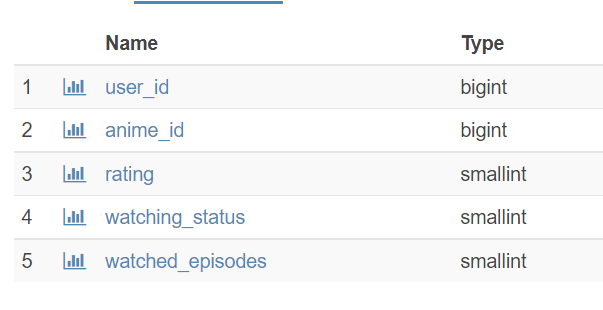 Name Type
1 user_id bigint
2 anime_id bigint
3 rating smallint
4 watching_status smallint
5 watched_episodes smallint